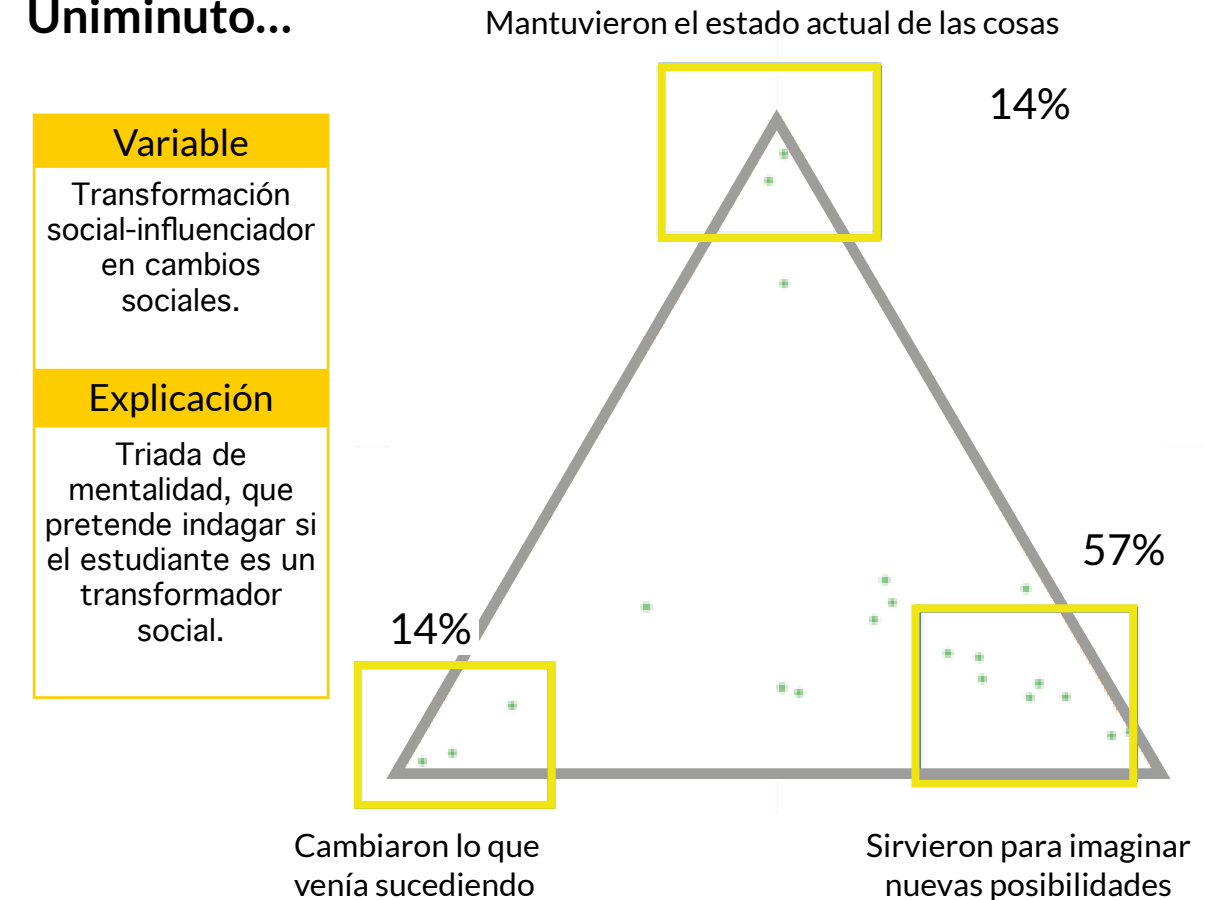 Uniminuto...
Mantuvieron el estado actual de las cosas
14%
Variable
Transformación
social-influenciador
en cambios
sociales.
Explicación
Triada de
mentalidad, que
pretende indagar si
el estudiante es un
transformador
social.
57%
14%
Cambiaron lo que
venía sucediendo
Sirvieron para imaginar
nuevas posibilidades